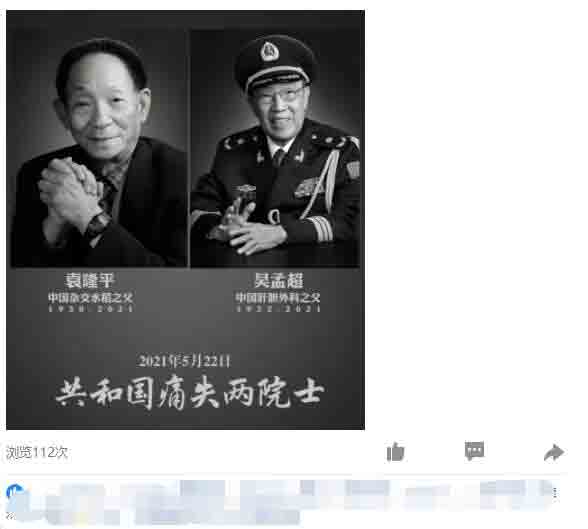 袁隆平
吴孟超
中国杂交水稻之父
中国肝胆外科之父
1930-2021
1922-2021
2021年5月22日
共和国痛失两院士
浏览112次